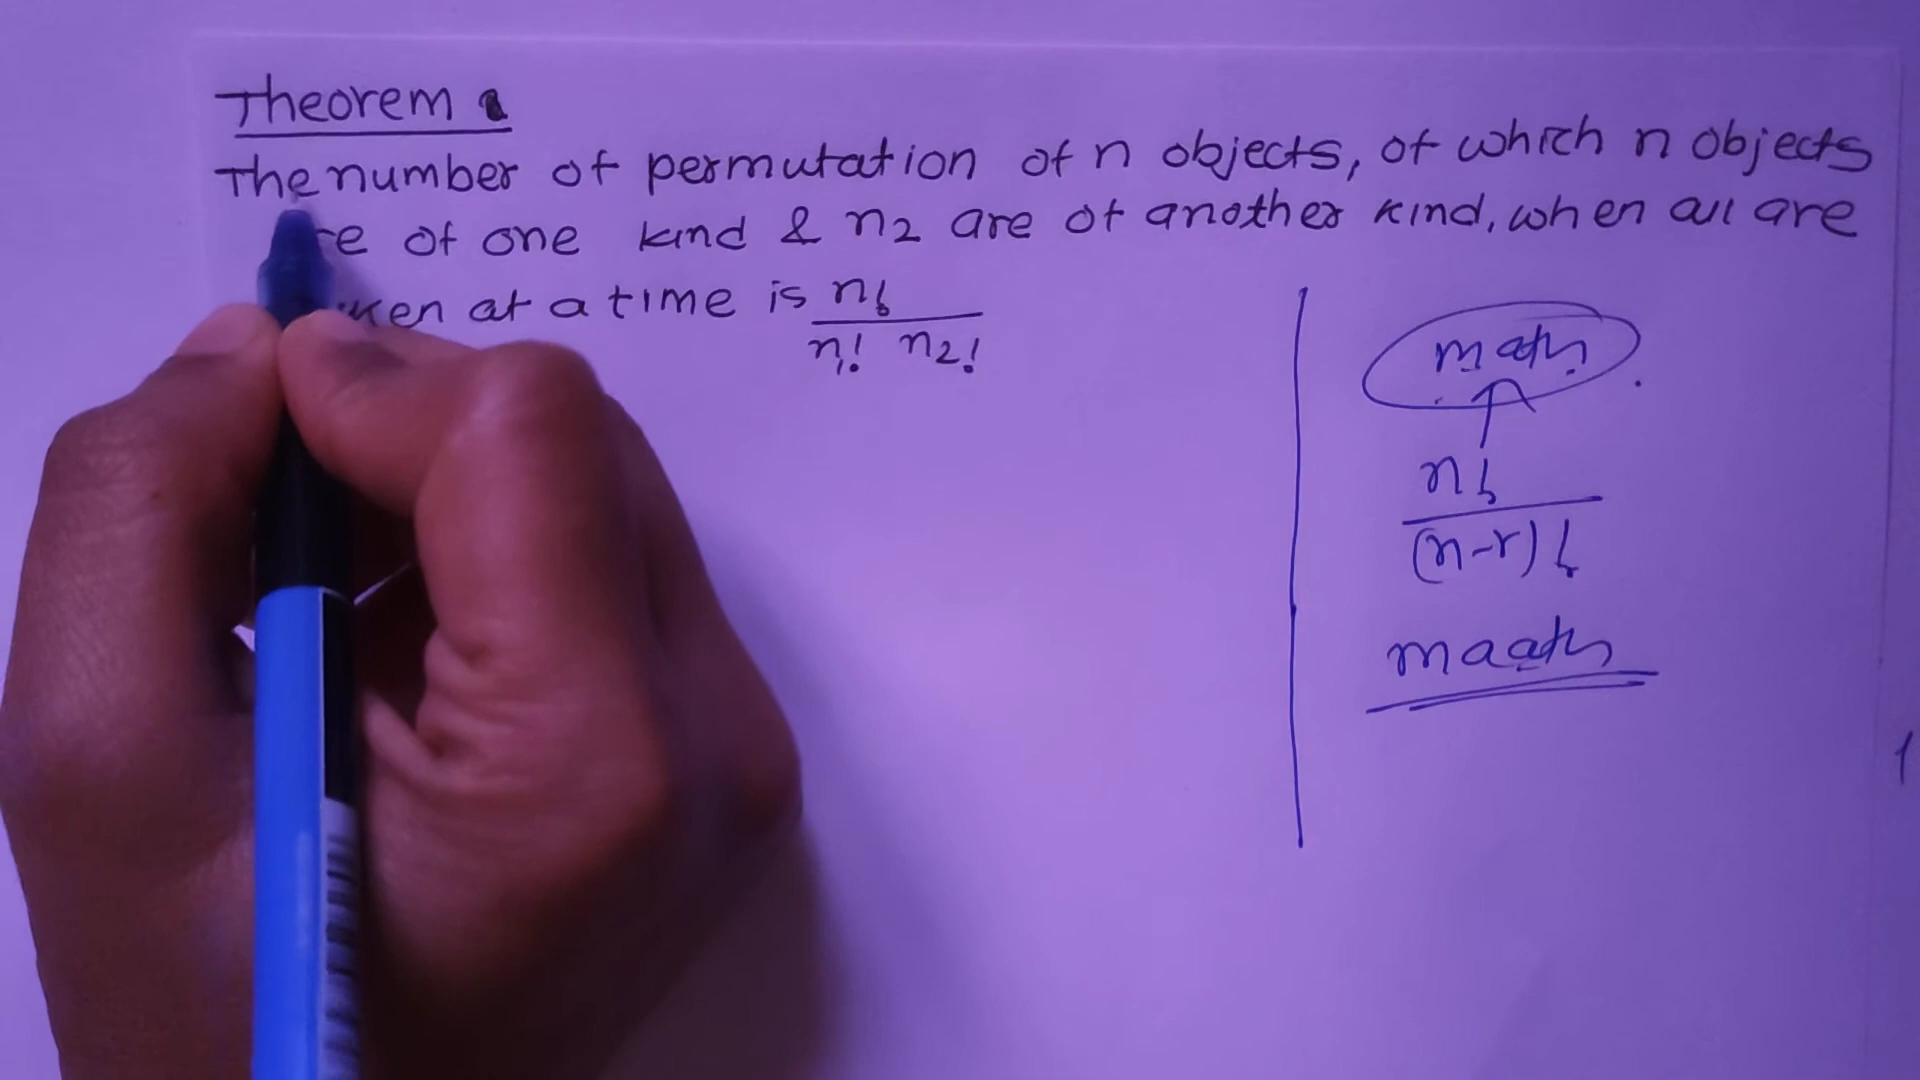 Theorem
The number of permutation of n objects, of which n objects
of one kind & n2 are of another kind, when all are
at a time is n!
n! n2!
math
n!
(n-r)!
maath